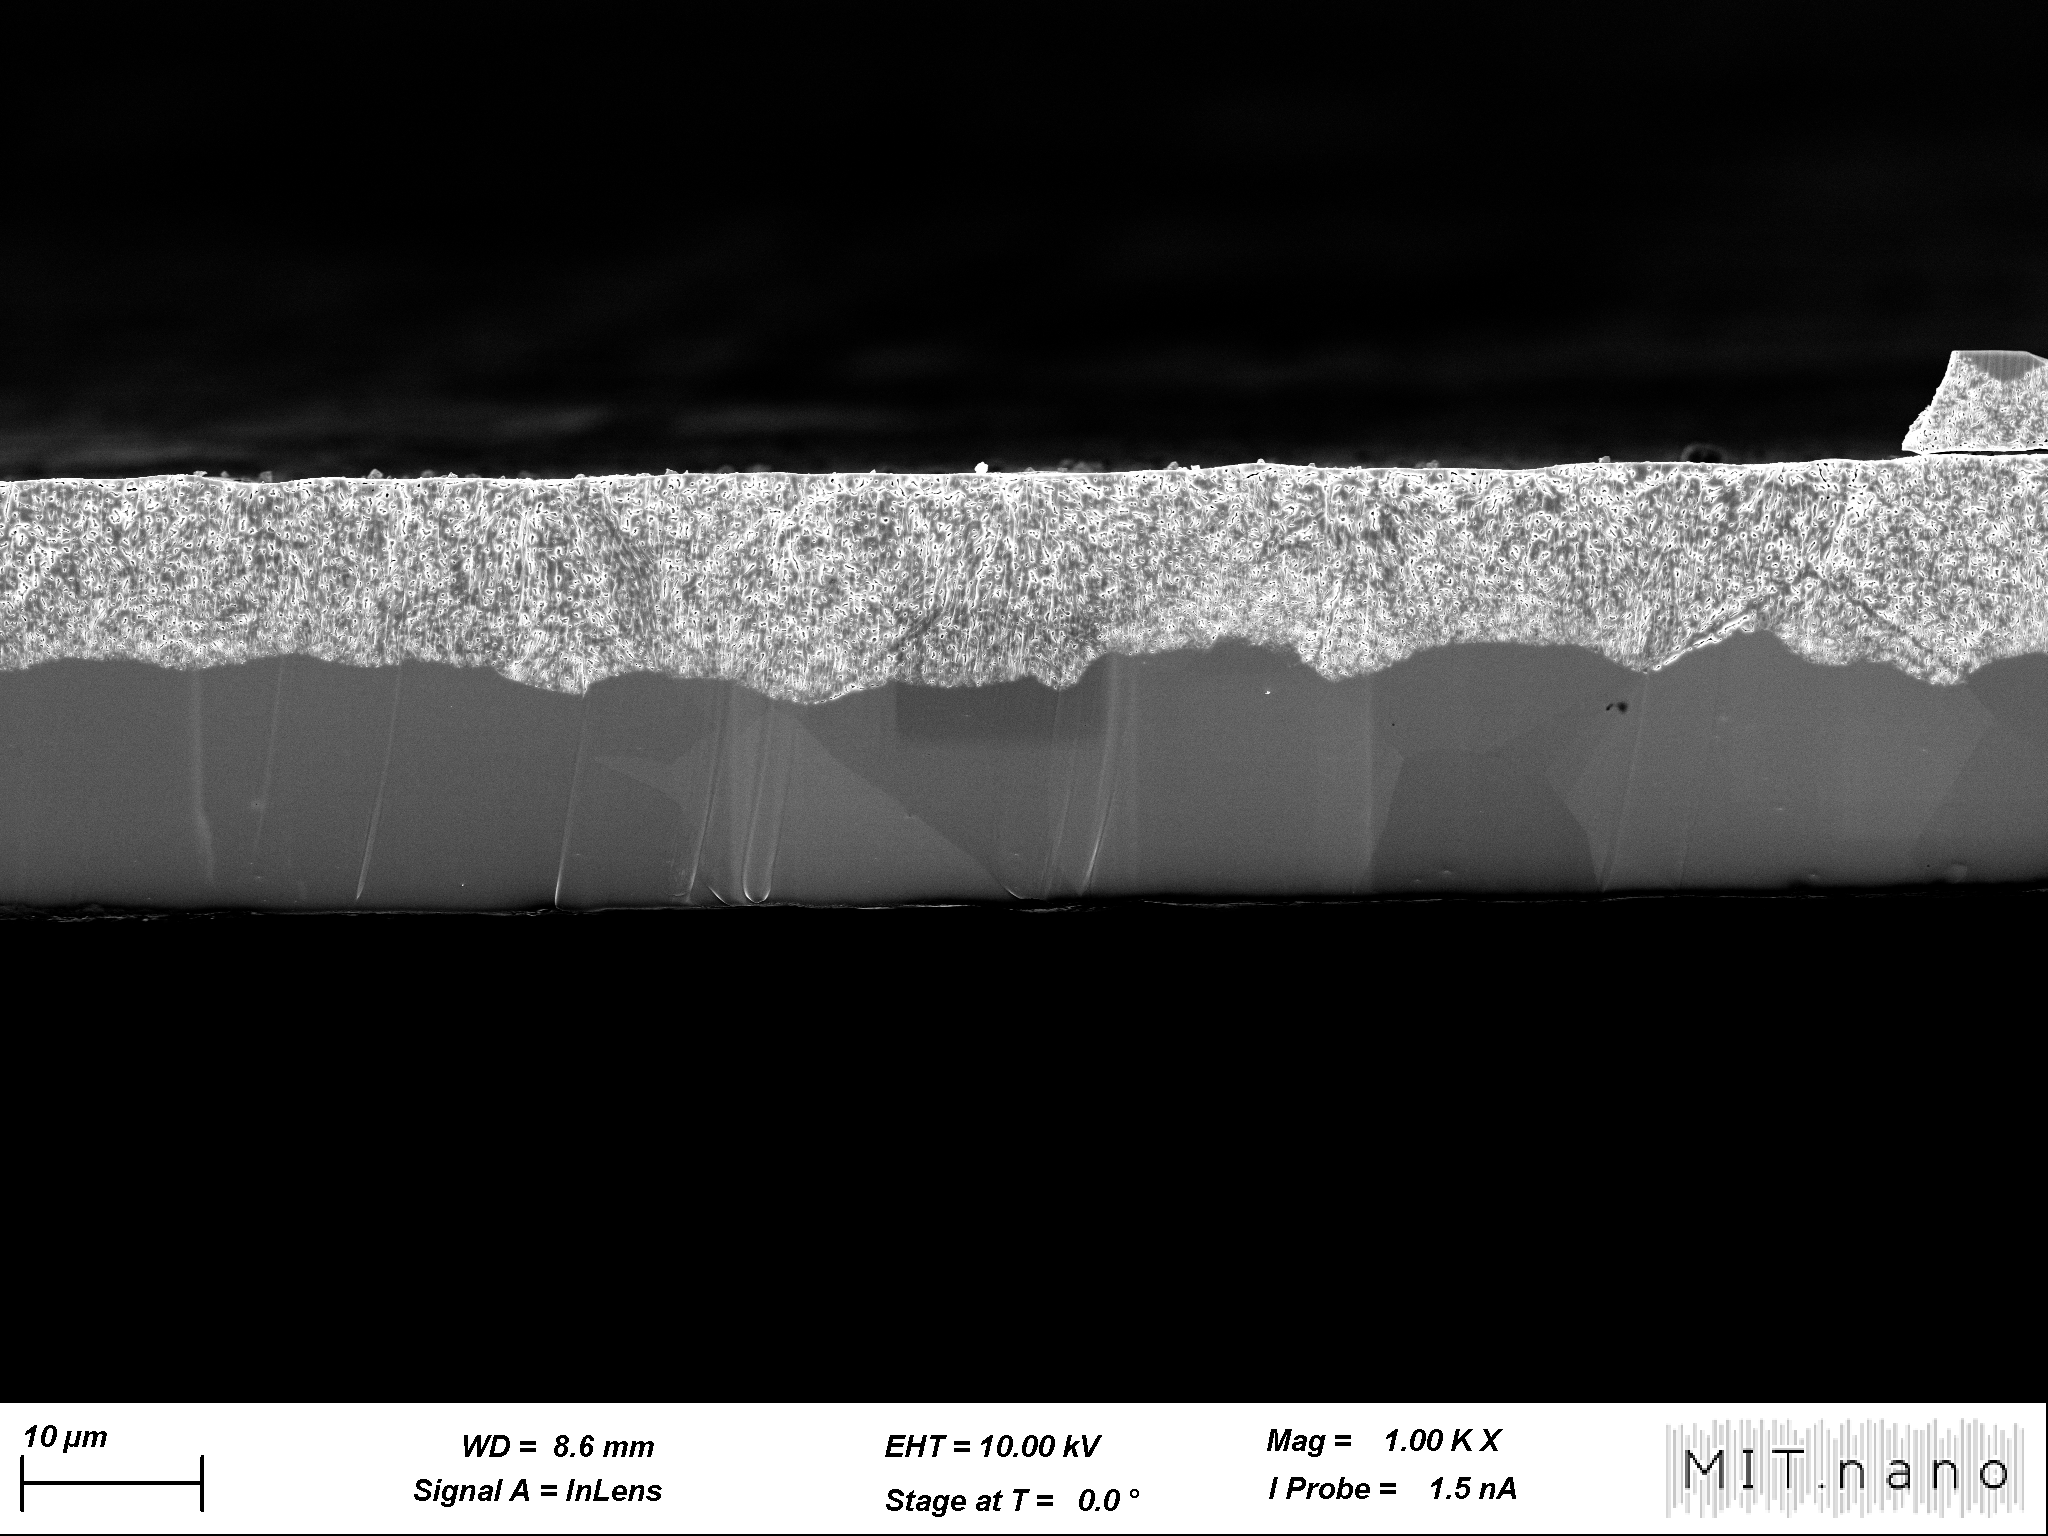 10 µm
WD = 8.6 mm
Signal A = InLens
EHT = 10.00 kV
Stage at T = 0.0 °
Mag = 1.00 K X
I Probe = 1.5 nA
MIT.nano